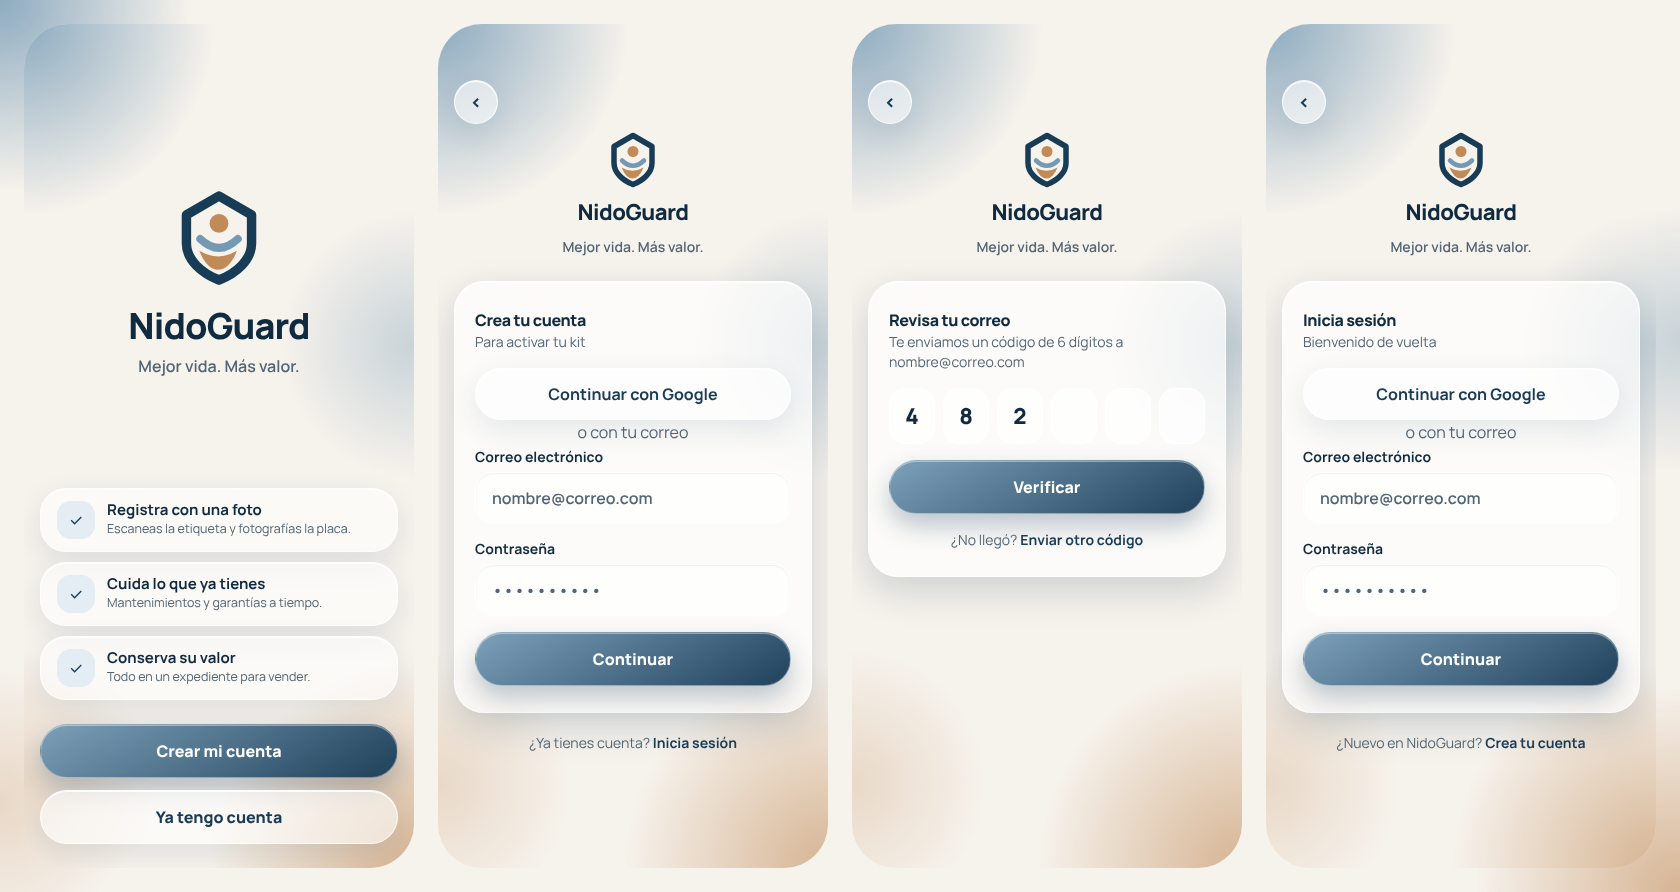 NidoGuard
Mejor vida. Más valor.
Registra con una foto
Escaneas la etiqueta y fotografías la placa.
Cuida lo que ya tienes
Mantenimientos y garantías a tiempo.
Conserva su valor
Todo en un expediente para vender.
Crear mi cuenta
Ya tengo cuenta
NidoGuard
Mejor vida. Más valor.
Crea tu cuenta
Para activar tu kit
Continuar con Google
o con tu correo
Correo electrónico
nombre@correo.com
Contraseña
••••••••••
Continuar
¿Ya tienes cuenta? Inicia sesión
NidoGuard
Mejor vida. Más valor.
Revisa tu correo
Te enviamos un código de 6 dígitos a
nombre@correo.com
4 8 2
Verificar
¿No llegó? Enviar otro código
NidoGuard
Mejor vida. Más valor.
Inicia sesión
Bienvenido de vuelta
Continuar con Google
o con tu correo
Correo electrónico
nombre@correo.com
Contraseña
••••••••••
Continuar
¿Nuevo en NidoGuard? Crea tu cuenta